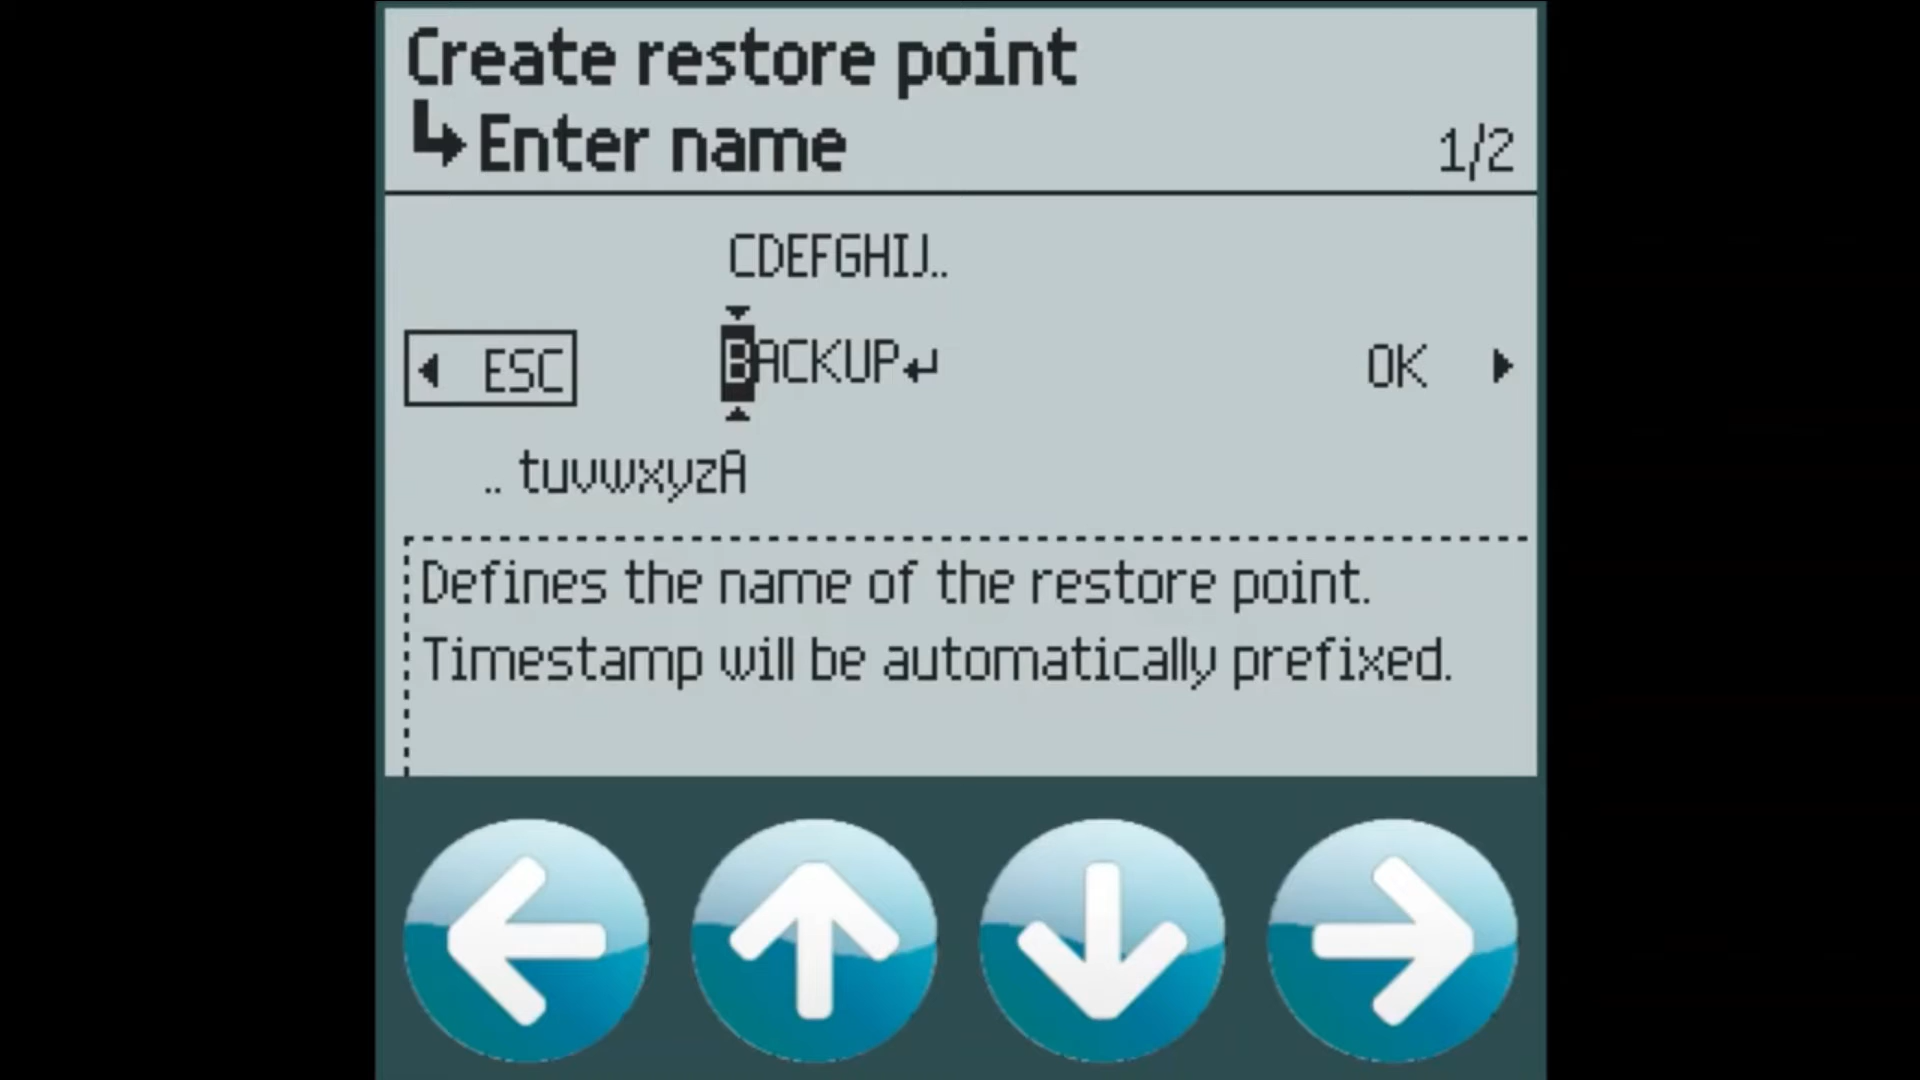 Create restore point
Enter name
1/2
CDEFGHIJ..
ESC
BACKUP↵
OK
.. tuvwxyzA
Defines the name of the restore point.
Timestamp will be automatically prefixed.